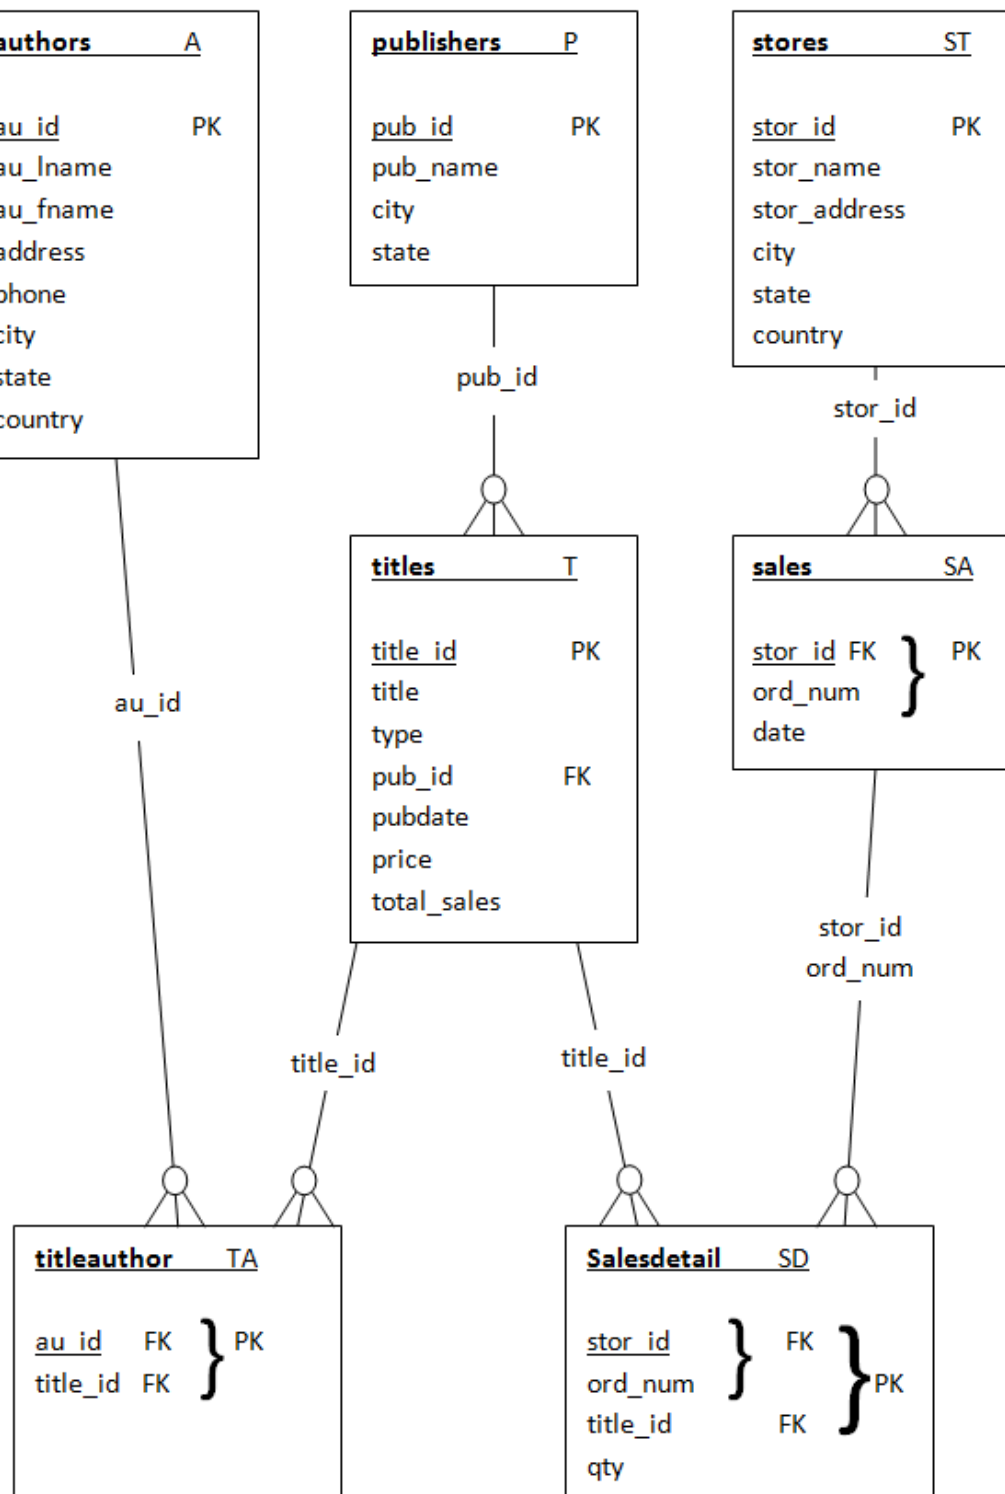 authors A
au_id PK
au_lname
au_fname
address
phone
city
state
country
au_id
publishers P
pub_id PK
pub_name
city
state
pub_id
stores ST
stor_id PK
stor_name
stor_address
city
state
country
stor_id
titles T
title_id PK
title
type
pub_id FK
pubdate
price
total_sales
title_id
title_id
sales SA
stor_id FK } PK
ord_num
date
stor_id
ord_num
titleauthor TA
au_id FK } PK
title_id FK
Salesdetail SD
stor_id } FK
ord_num } PK
title_id FK
qty